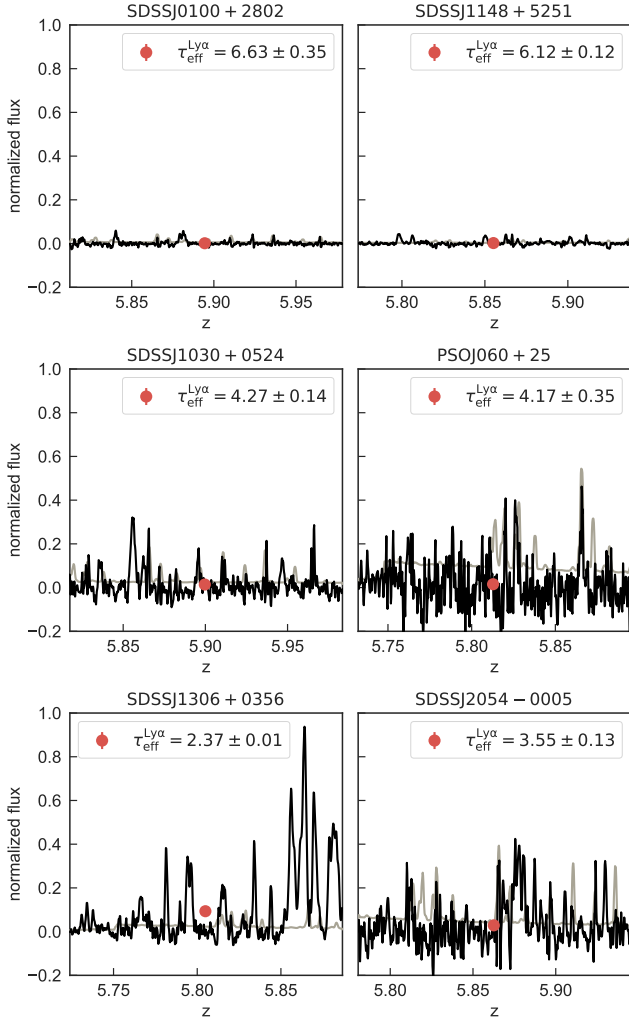 SDSSJ0100+2802
τ_eff^Lyα = 6.63 ± 0.35
normalized flux
1.0
0.8
0.6
0.4
0.2
0.0
−0.2
5.85 5.90 5.95
z
SDSSJ1148+5251
τ_eff^Lyα = 6.12 ± 0.12
5.80 5.85 5.90
z
SDSSJ1030+0524
τ_eff^Lyα = 4.27 ± 0.14
normalized flux
1.0
0.8
0.6
0.4
0.2
0.0
−0.2
5.85 5.90 5.95
z
PSOJ060+25
τ_eff^Lyα = 4.17 ± 0.35
5.75 5.80 5.85
z
SDSSJ1306+0356
τ_eff^Lyα = 2.37 ± 0.01
normalized flux
1.0
0.8
0.6
0.4
0.2
0.0
−0.2
5.75 5.80 5.85
z
SDSSJ2054−0005
τ_eff^Lyα = 3.55 ± 0.13
5.80 5.85 5.90
z